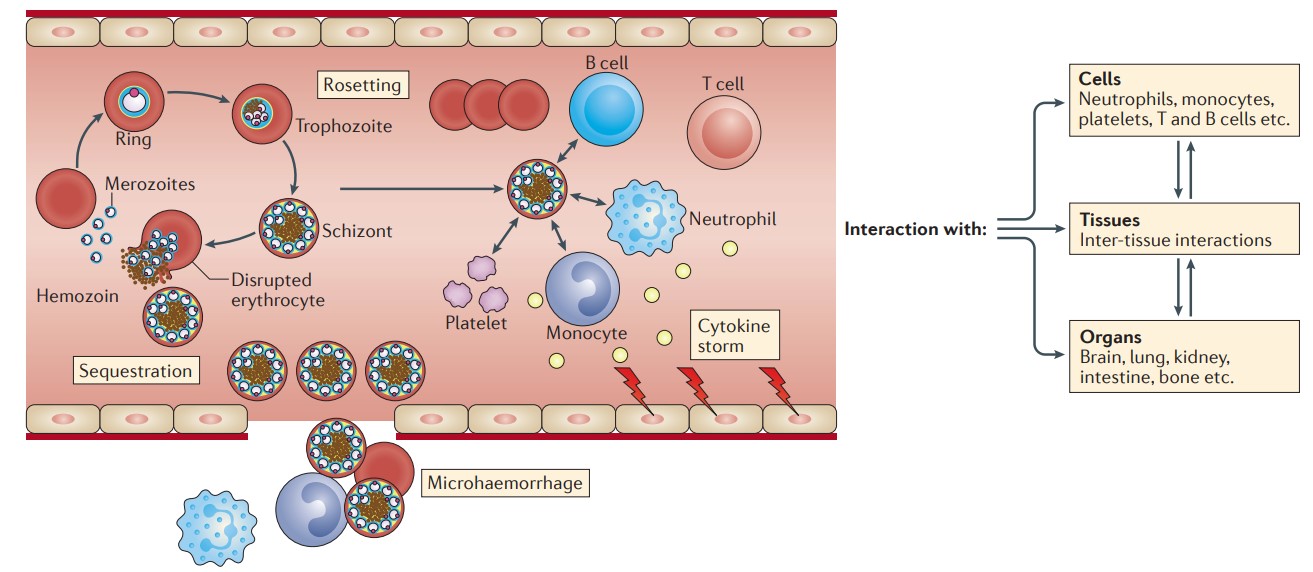 Rosetting
B cell
T cell
Ring
Trophozoite
Merozoites
Schizont
Neutrophil
Disrupted
erythrocyte
Hemozoin
Platelet
Monocyte
Cytokine
storm
Sequestration
Microhaemorrhage
Interaction with:
Cells
Neutrophils, monocytes,
platelets, T and B cells etc.
Tissues
Inter-tissue interactions
Organs
Brain, lung, kidney,
intestine, bone etc.